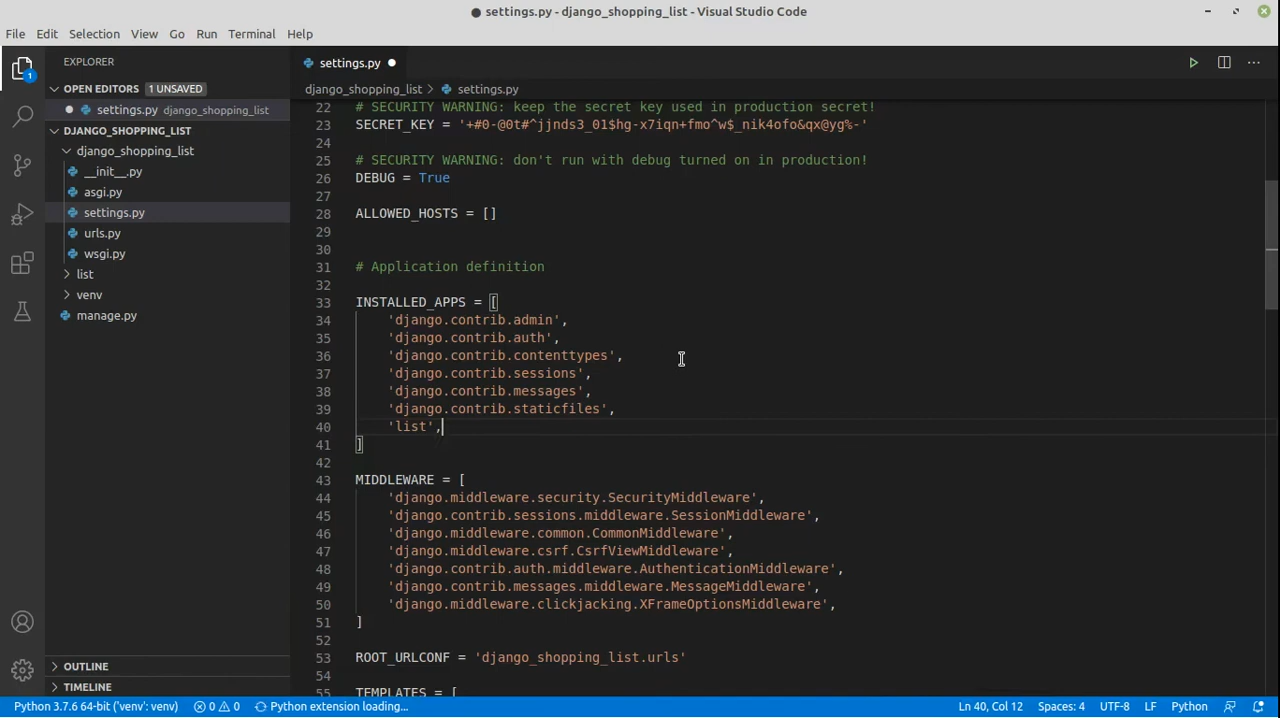 ● settings.py - django_shopping_list - Visual Studio Code
File Edit Selection View Go Run Terminal Help
EXPLORER
OPEN EDITORS 1 UNSAVED
settings.py django_shopping_list
DJANGO_SHOPPING_LIST
django_shopping_list
__init__.py
asgi.py
settings.py
urls.py
wsgi.py
list
venv
manage.py
OUTLINE
TIMELINE
1
settings.py
django_shopping_list > settings.py
22 # SECURITY WARNING: keep the secret key used in production secret!
23 SECRET_KEY = '+#0-@0t#^jjnds3_01$hg-x7iqn+fmo^w$_nik4ofo&qx@yg%-'
24
25 # SECURITY WARNING: don't run with debug turned on in production!
26 DEBUG = True
27
28 ALLOWED_HOSTS = []
29
30
31 # Application definition
32
33 INSTALLED_APPS = [
34 'django.contrib.admin',
35 'django.contrib.auth',
36 'django.contrib.contenttypes',
37 'django.contrib.sessions',
38 'django.contrib.messages',
39 'django.contrib.staticfiles',
40 'list',
41 ]
42
43 MIDDLEWARE = [
44 'django.middleware.security.SecurityMiddleware',
45 'django.contrib.sessions.middleware.SessionMiddleware',
46 'django.middleware.common.CommonMiddleware',
47 'django.middleware.csrf.CsrfViewMiddleware',
48 'django.contrib.auth.middleware.AuthenticationMiddleware',
49 'django.contrib.messages.middleware.MessageMiddleware',
50 'django.middleware.clickjacking.XFrameOptionsMiddleware',
51 ]
52
53 ROOT_URLCONF = 'django_shopping_list.urls'
54
55 TEMPLATES = [
Python 3.7.6 64-bit ('venv': venv) 0 0 Python extension loading... Ln 40, Col 12 Spaces: 4 UTF-8 LF Python